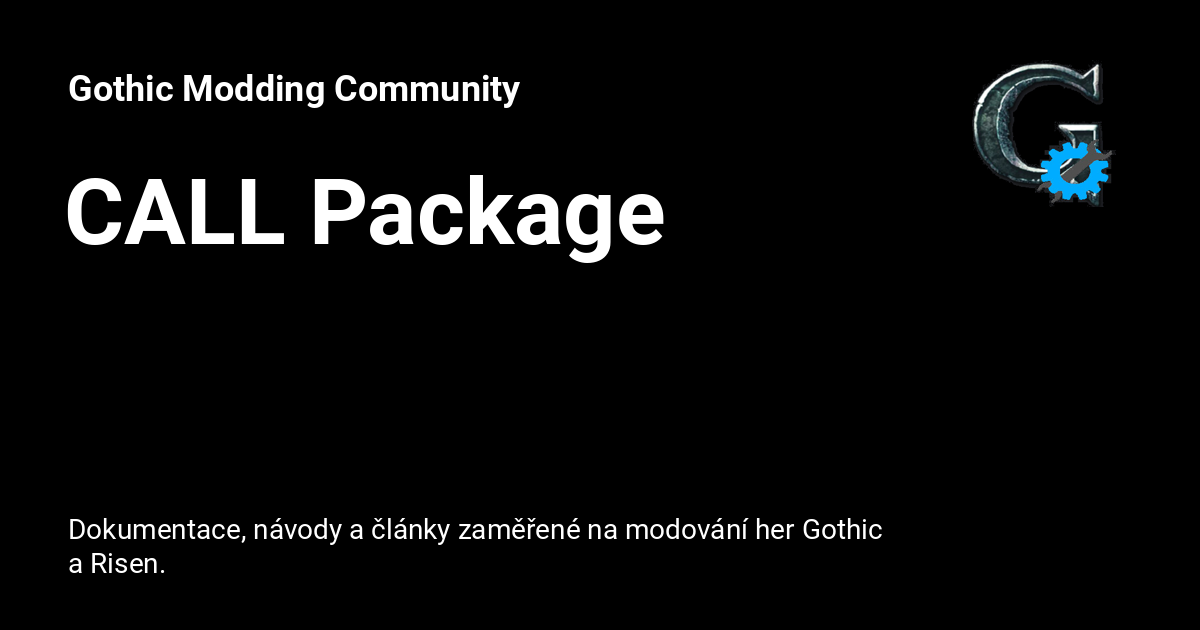 Gothic Modding Community
CALL Package
Dokumentace, návody a články zaměřené na modování her Gothic
a Risen.